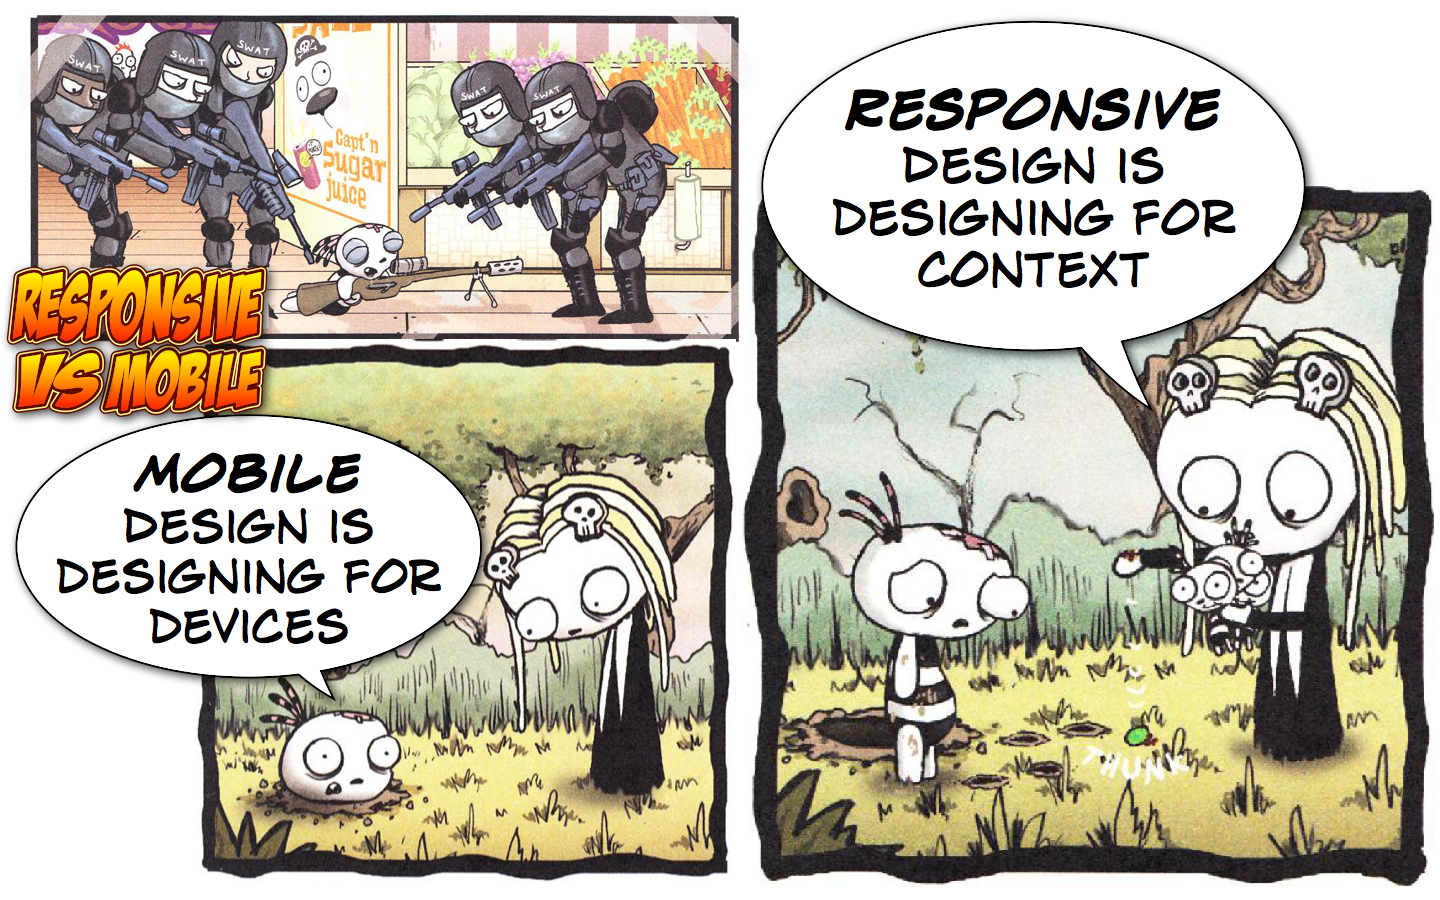 SWAT
SWAT
SWAT
SWAT
SWAT
Capt'n
Sugar
juice
RESPONSIVE
VS MOBILE
MOBILE
DESIGN IS
DESIGNING FOR
DEVICES
RESPONSIVE
DESIGN IS
DESIGNING FOR
CONTEXT
THUNK